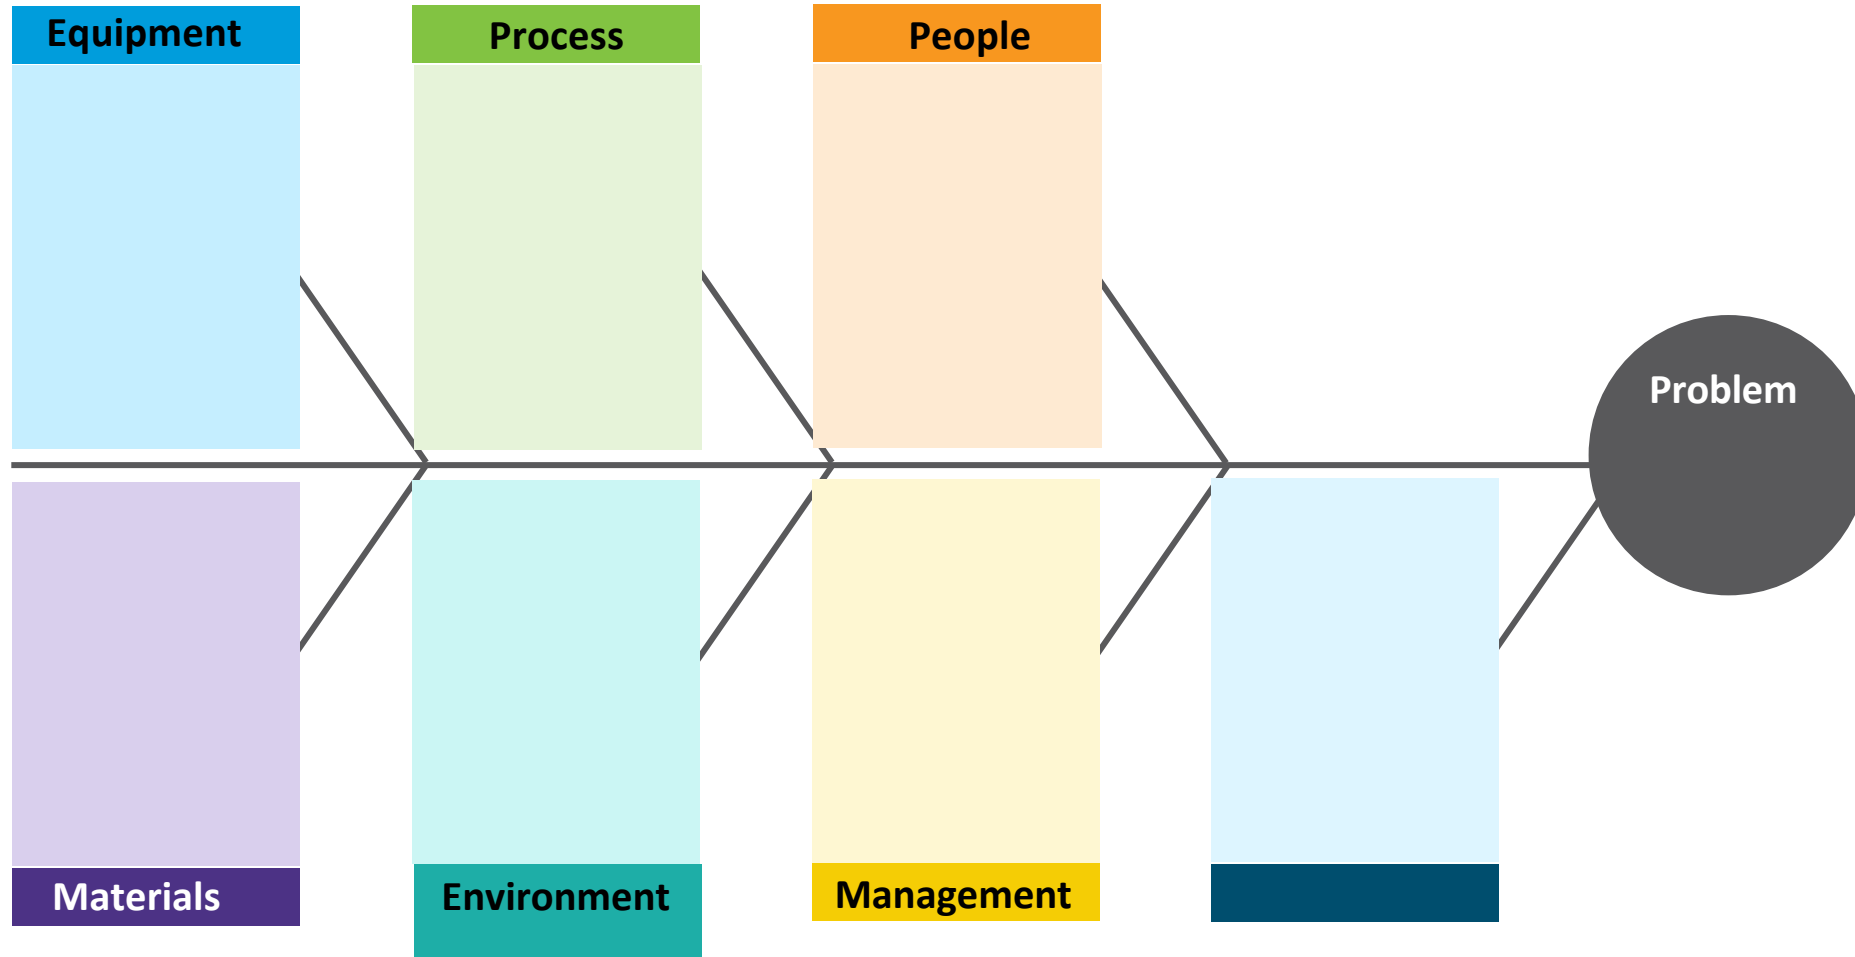 Equipment
Process
People
Problem
Materials
Environment
Management